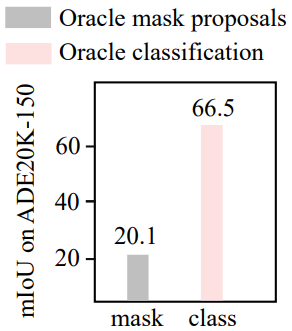 Oracle mask proposals
Oracle classification
mIoU on ADE20K-150
60
40
20
66.5
20.1
mask class